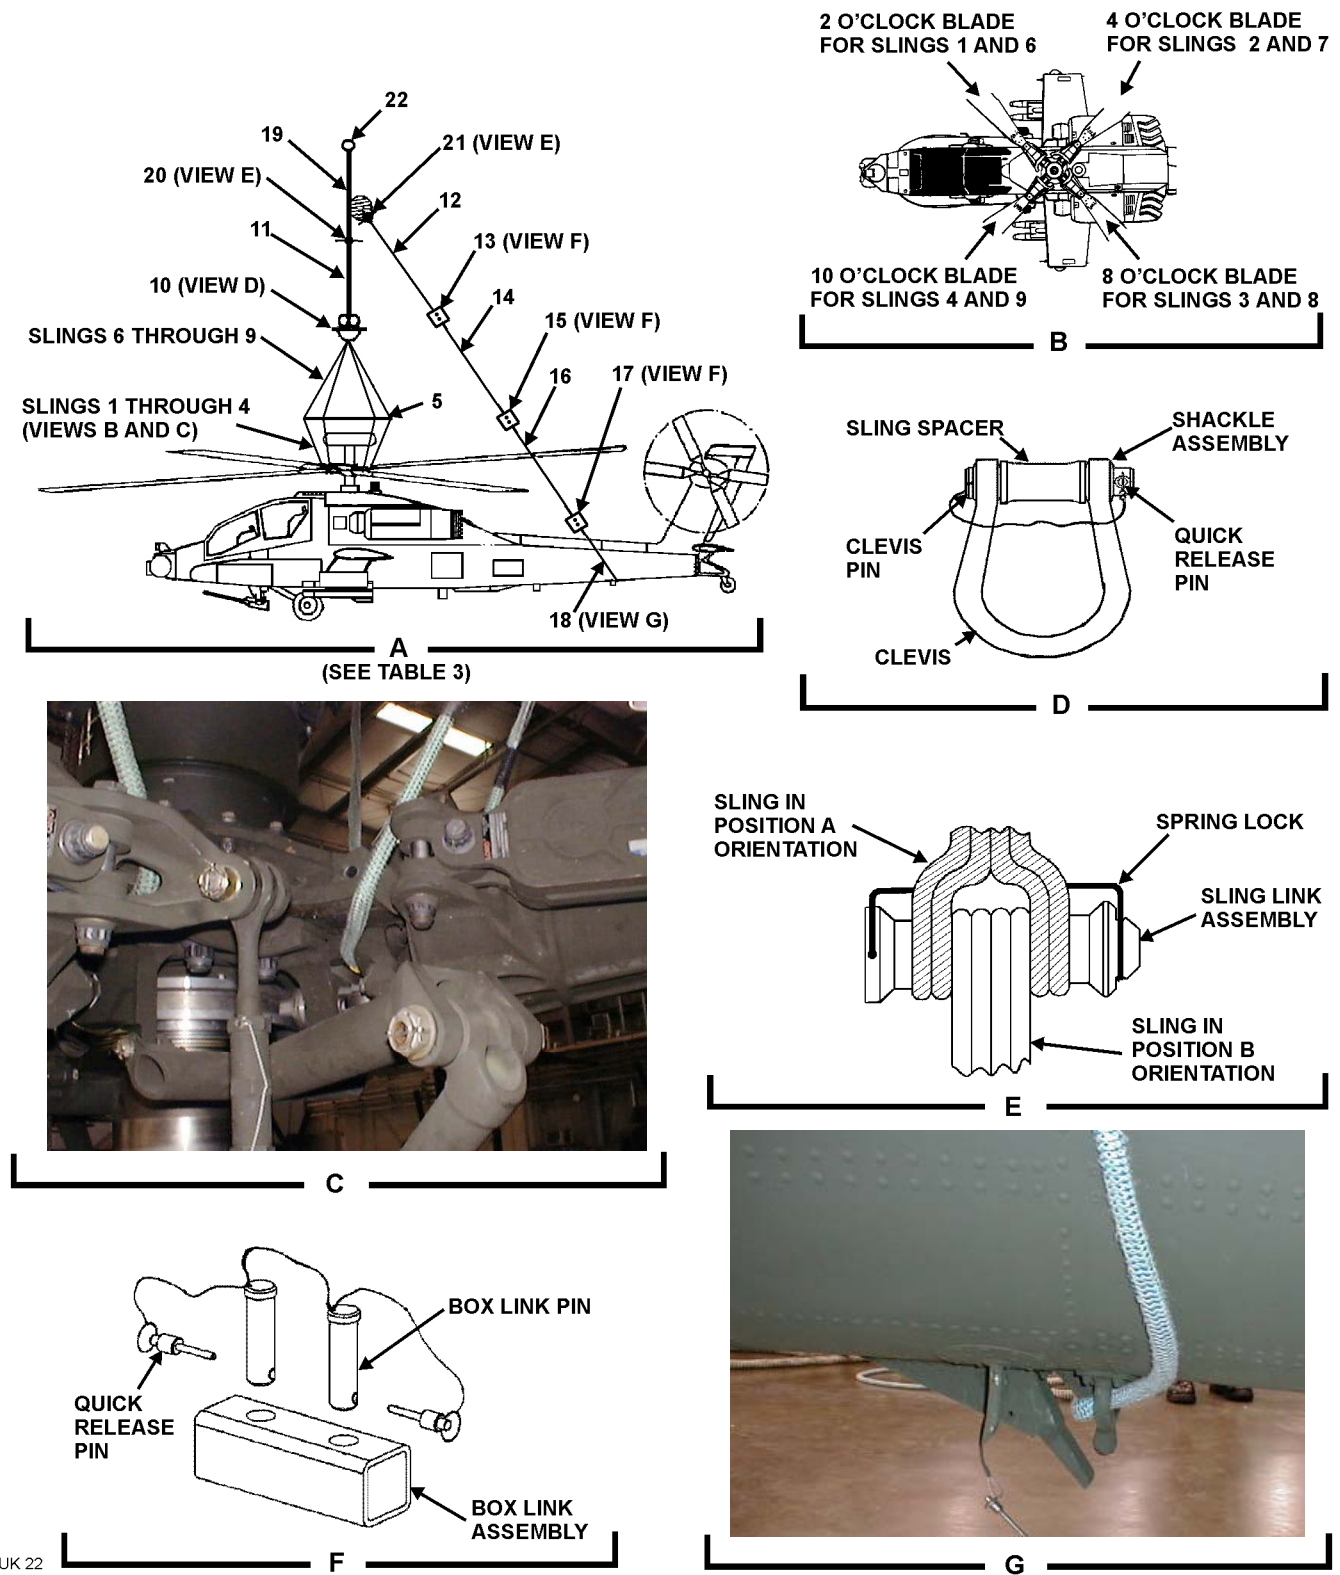 22
19
21 (VIEW E)
20 (VIEW E)
12
11
13 (VIEW F)
10 (VIEW D)
14
15 (VIEW F)
SLINGS 6 THROUGH 9
16
17 (VIEW F)
5
SLINGS 1 THROUGH 4
(VIEWS B AND C)
18 (VIEW G)
A
(SEE TABLE 3)
2 O'CLOCK BLADE
FOR SLINGS 1 AND 6
4 O'CLOCK BLADE
FOR SLINGS 2 AND 7
10 O'CLOCK BLADE
FOR SLINGS 4 AND 9
8 O'CLOCK BLADE
FOR SLINGS 3 AND 8
B
SLING SPACER
SHACKLE
ASSEMBLY
CLEVIS
PIN
QUICK
RELEASE
PIN
CLEVIS
D
C
SLING IN
POSITION A
ORIENTATION
SPRING LOCK
SLING LINK
ASSEMBLY
SLING IN
POSITION B
ORIENTATION
E
BOX LINK PIN
QUICK
RELEASE
PIN
BOX LINK
ASSEMBLY
F
G
UK 22